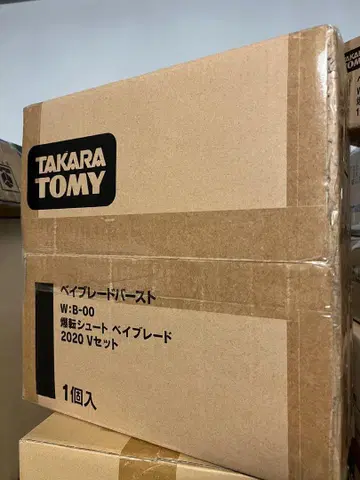 TAKARA
TOMY
ベイブレードバースト
W:B-00
爆転シュート ベイブレード
2020 Vセット
1個入
TAKARA